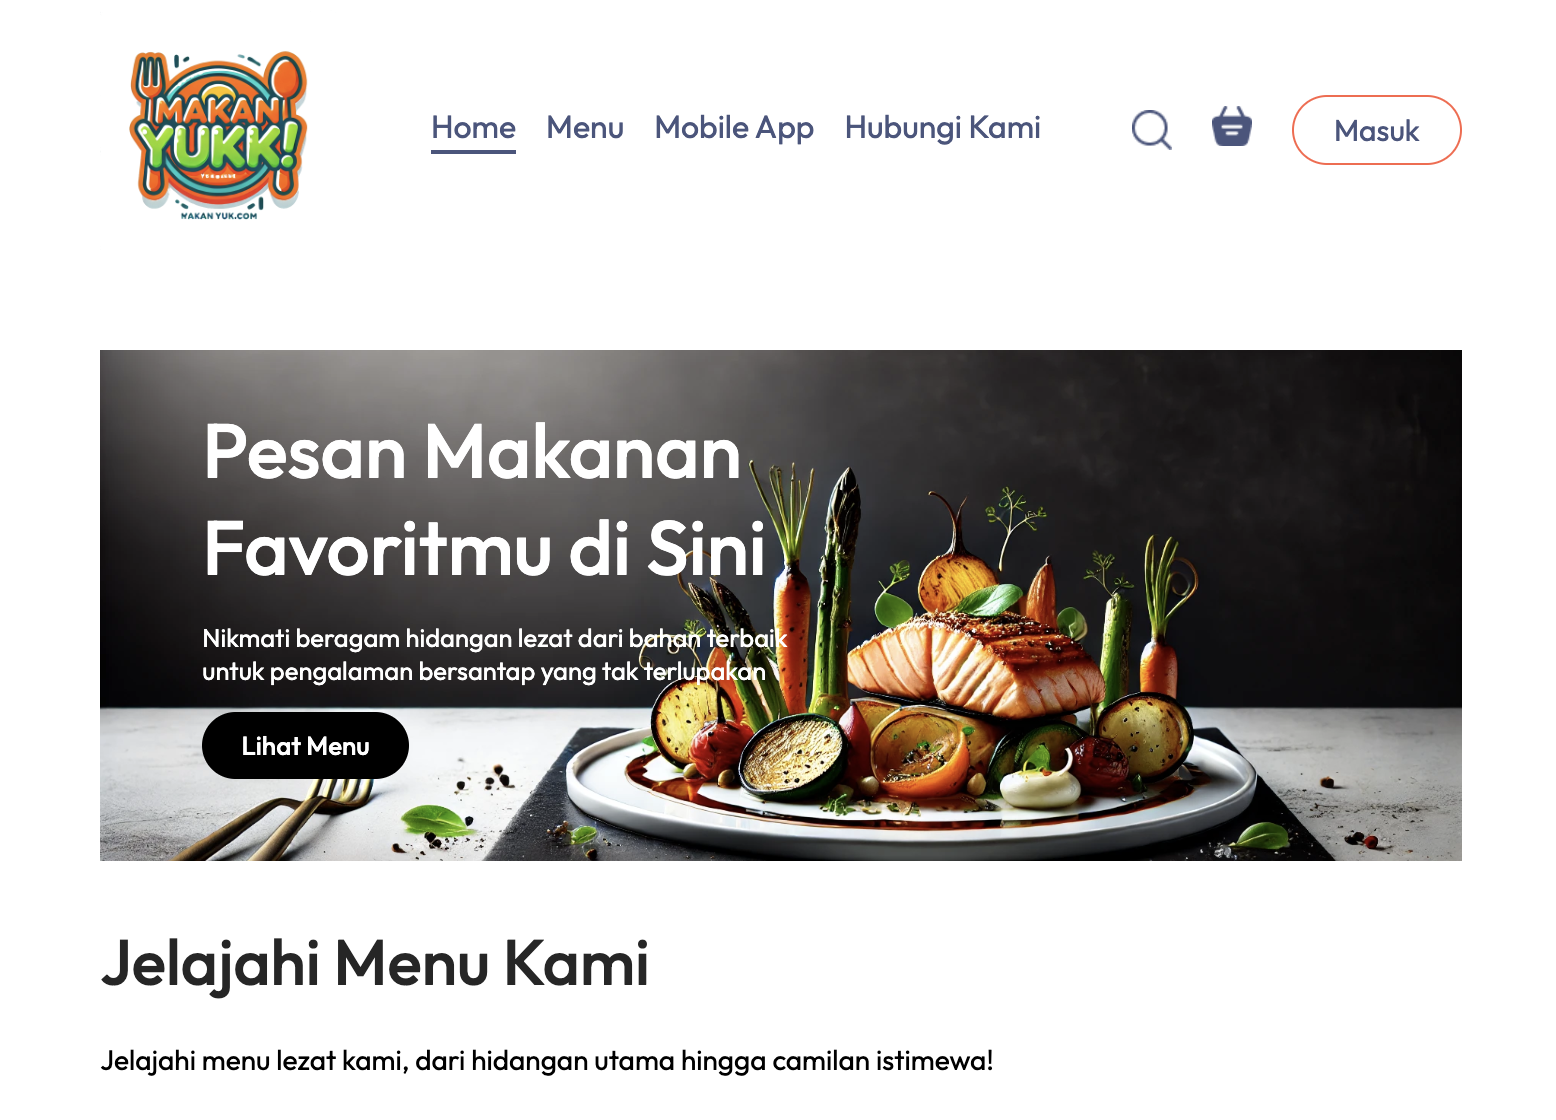 MAKAN
YUKK!
MAKAN YUK.COM
Home
Menu
Mobile App
Hubungi Kami
Masuk
Pesan Makanan
Favoritmu di Sini
Nikmati beragam hidangan lezat dari bahan terbaik
untuk pengalaman bersantap yang tak terlupakan
Lihat Menu
Jelajahi Menu Kami
Jelajahi menu lezat kami, dari hidangan utama hingga camilan istimewa!